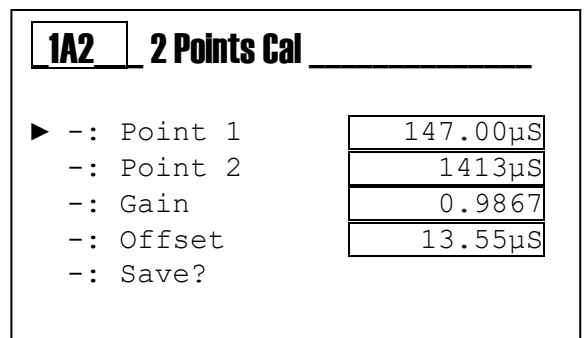 1A2 2 Points Cal
► -: Point 1 147.00µS
-: Point 2 1413µS
-: Gain 0.9867
-: Offset 13.55µS
-: Save?